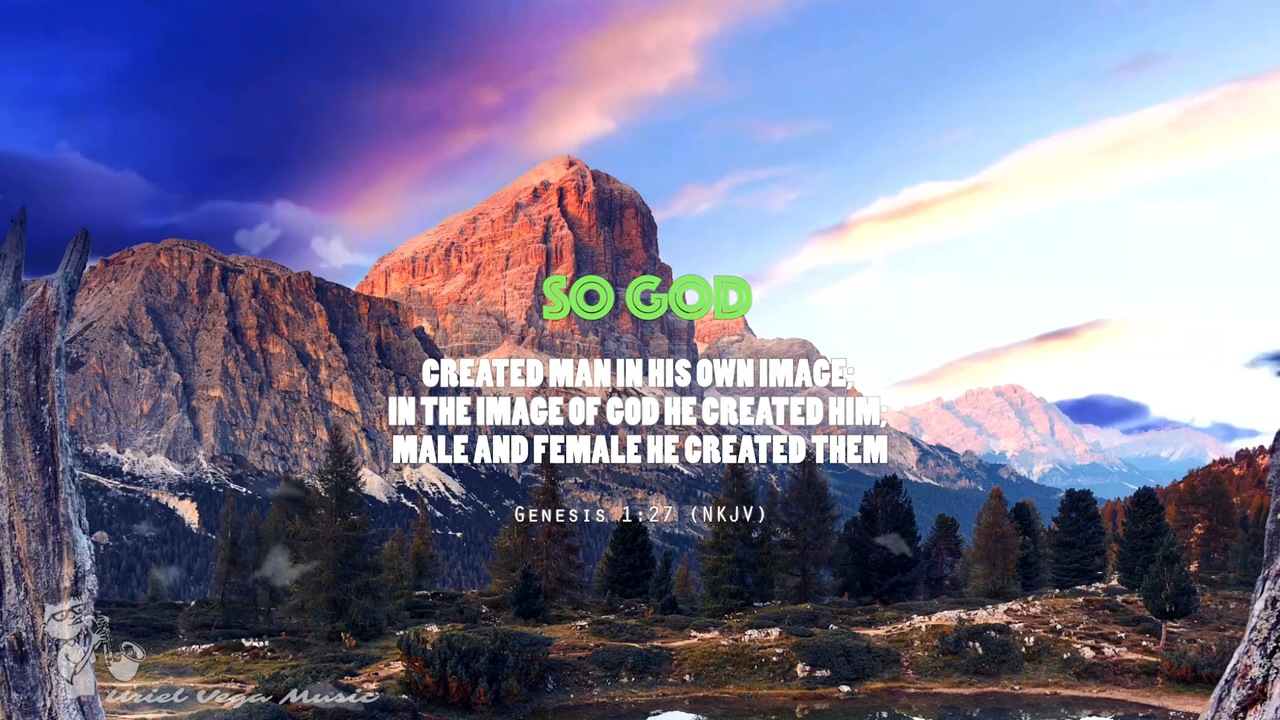 SO GOD
CREATED MAN IN HIS OWN IMAGE;
IN THE IMAGE OF GOD HE CREATED HIM;
MALE AND FEMALE HE CREATED THEM
Genesis 1:27 (NKJV)
Uriel Vega Music